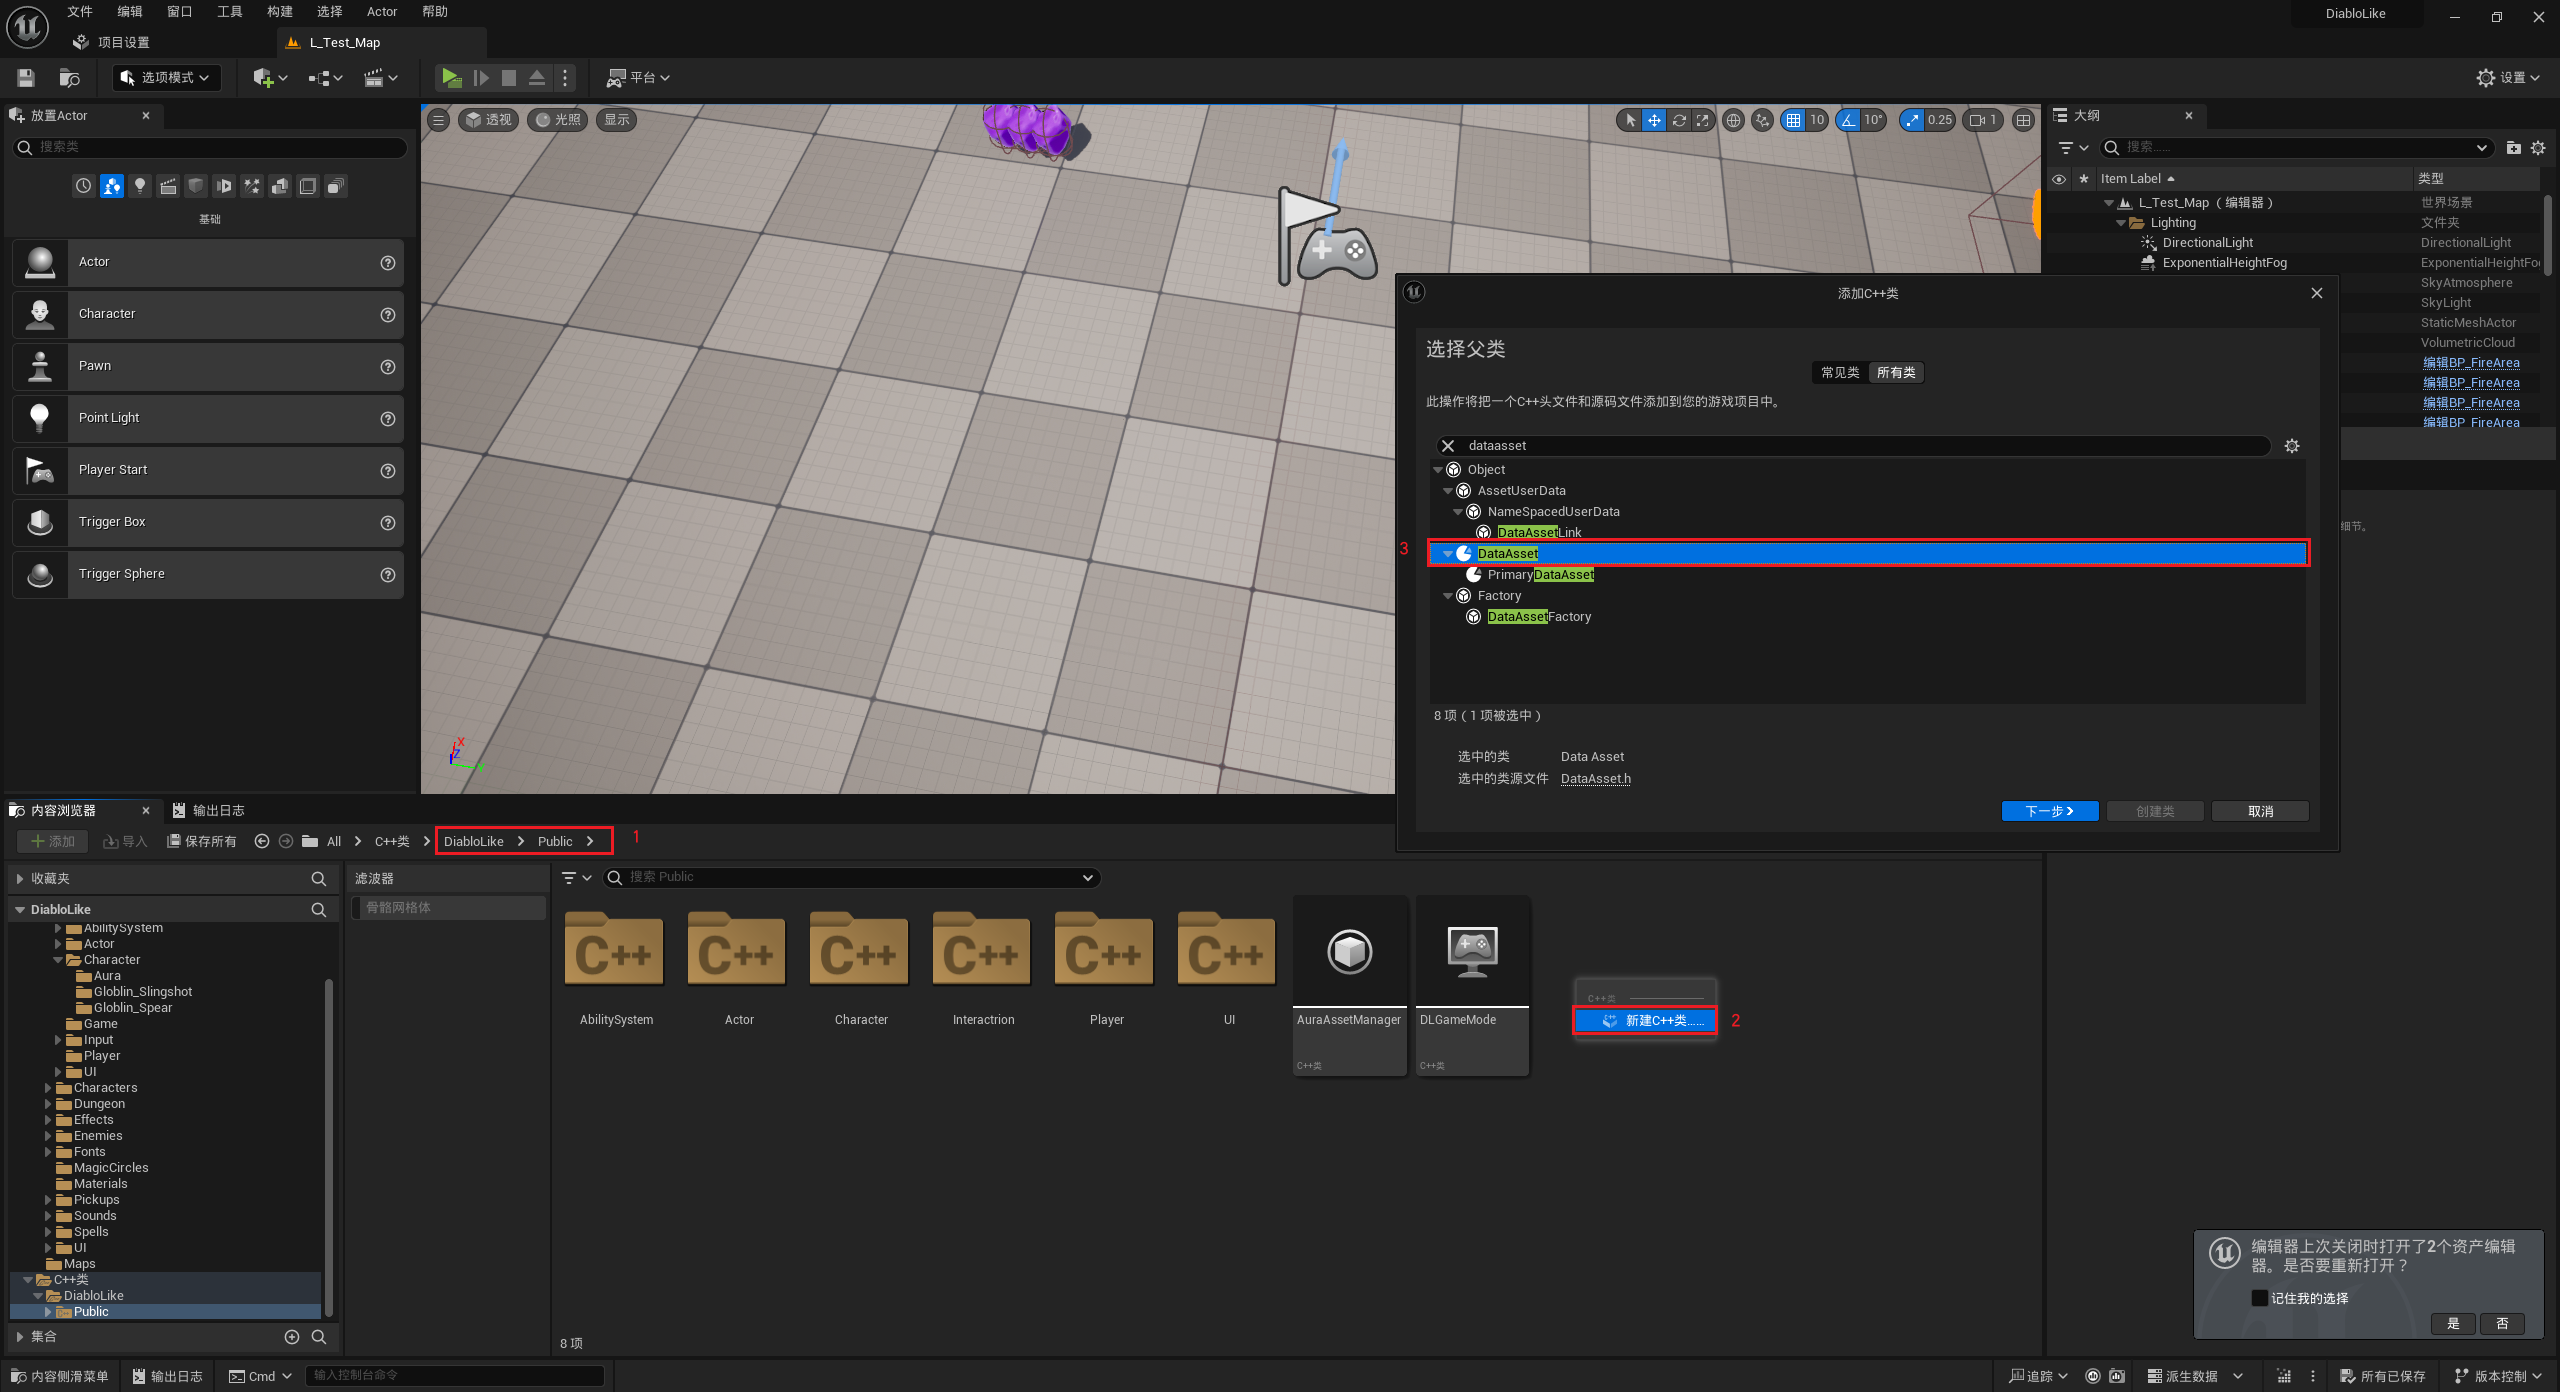 文件 编辑 窗口 工具 构建 选择 Actor 帮助
DiabloLike
项目设置
L_Test_Map
选项模式
平台
设置
放置Actor
搜索类
基础
Actor
Character
Pawn
Point Light
Player Start
Trigger Box
Trigger Sphere
透视 光照 显示
10 10° 0.25 1
X
Z
大纲
搜索……
Item Label 类型
L_Test_Map （编辑器） 世界场景
Lighting 文件夹
DirectionalLight DirectionalLight
ExponentialHeightFog ExponentialHeightFo
SkyAtmosphere
SkyLight
StaticMeshActor
VolumetricCloud
编辑BP_FireArea
编辑BP_FireArea
编辑BP_FireArea
编辑BP_FireArea
细节。
添加C++类
选择父类
常见类 所有类
此操作将把一个C++头文件和源码文件添加到您的游戏项目中。
dataasset
Object
AssetUserData
NameSpacedUserData
DataAssetLink
3
DataAsset
PrimaryDataAsset
Factory
DataAssetFactory
8 项（1 项被选中）
选中的类 Data Asset
选中的类源文件 DataAsset.h
下一步 创建类 取消
内容浏览器 输出日志
添加 导入 保存所有 All C++类 DiabloLike Public 1
收藏夹
滤波器
搜索 Public
DiabloLike
骨骼网格体
AbilitySystem
Actor
Character
Aura
Globlin_Slingshot
Globlin_Spear
Game
Input
Player
UI
Characters
Dungeon
Effects
Enemies
Fonts
MagicCircles
Materials
Pickups
Sounds
Spells
UI
Maps
C++类
DiabloLike
Public
集合
C++ C++ C++ C++ C++ C++
AbilitySystem Actor Character Interactrion Player UI AuraAssetManager DLGameMode
C++类 C++类
C++类
新建C++类…… 2
8 项
编辑器上次关闭时打开了2个资产编辑
器。是否要重新打开？
记住我的选择
是 否
内容侧滑菜单 输出日志 Cmd 输入控制台命令
追踪 派生数据 所有已保存 版本控制